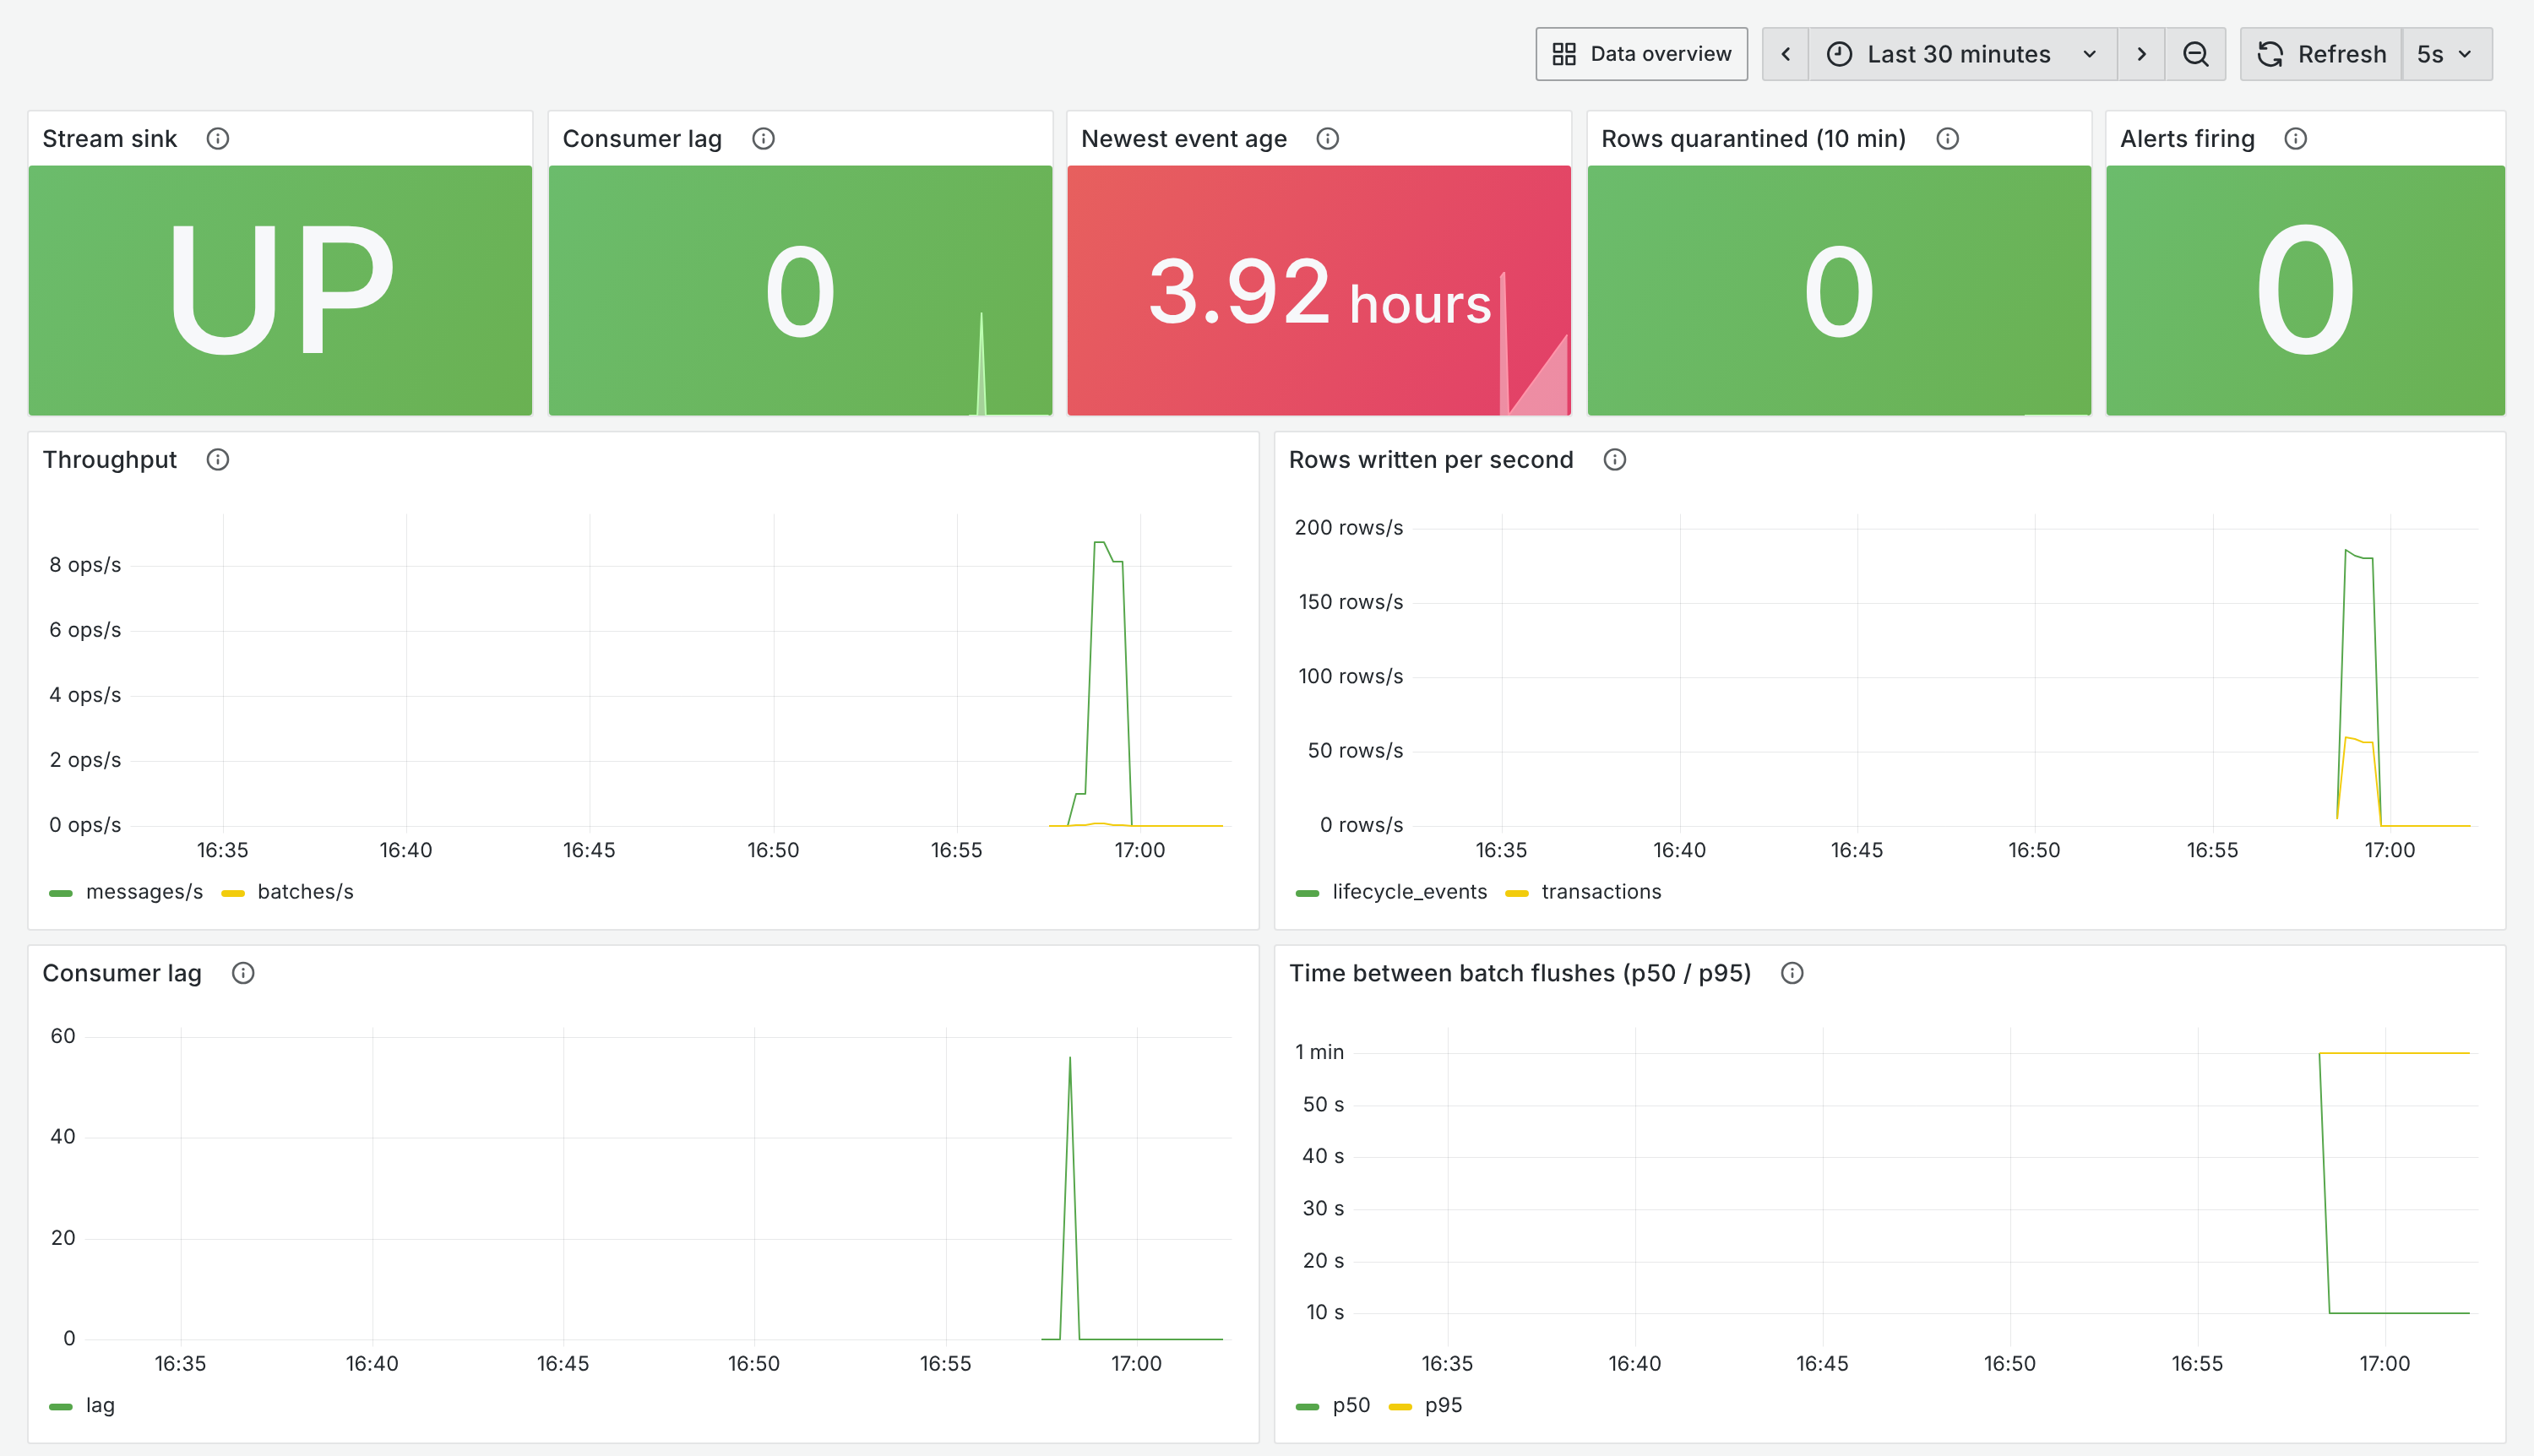 Data overview
Last 30 minutes
Refresh
5s
Stream sink
UP
Consumer lag
0
Newest event age
3.92 hours
Rows quarantined (10 min)
0
Alerts firing
0
Throughput
8 ops/s
6 ops/s
4 ops/s
2 ops/s
0 ops/s
16:35 16:40 16:45 16:50 16:55 17:00
messages/s batches/s
Rows written per second
200 rows/s
150 rows/s
100 rows/s
50 rows/s
0 rows/s
16:35 16:40 16:45 16:50 16:55 17:00
lifecycle_events transactions
Consumer lag
60
40
20
0
16:35 16:40 16:45 16:50 16:55 17:00
lag
Time between batch flushes (p50 / p95)
1 min
50 s
40 s
30 s
20 s
10 s
16:35 16:40 16:45 16:50 16:55 17:00
p50 p95